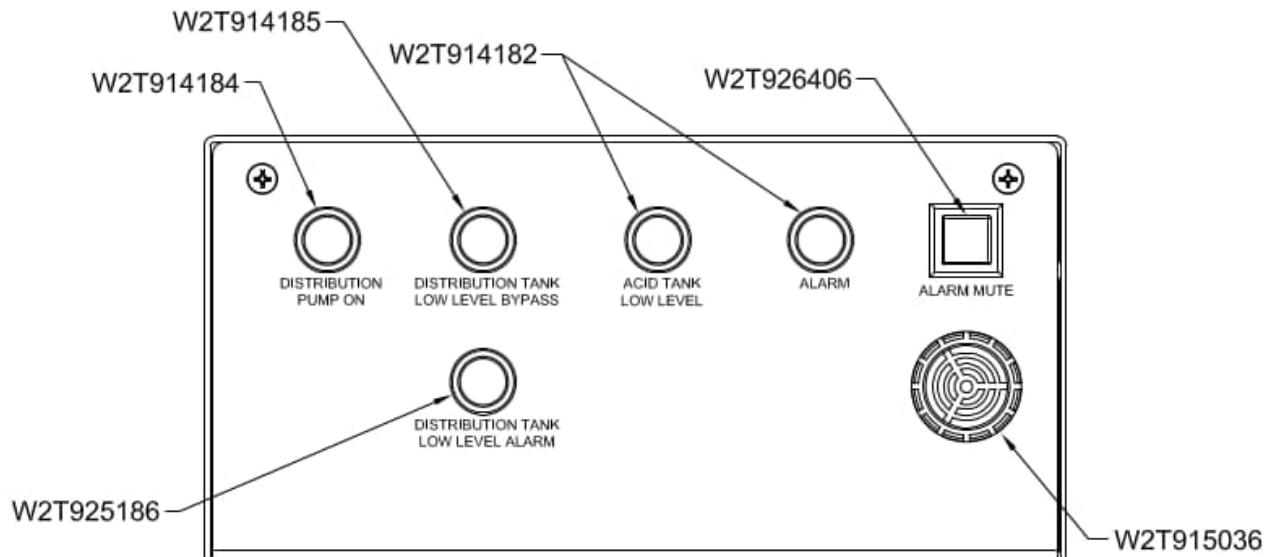 W2T914185
W2T914182
W2T926406
W2T914184
DISTRIBUTION
PUMP ON
DISTRIBUTION TANK
LOW LEVEL BYPASS
ACID TANK
LOW LEVEL
ALARM
ALARM MUTE
DISTRIBUTION TANK
LOW LEVEL ALARM
W2T925186
W2T915036